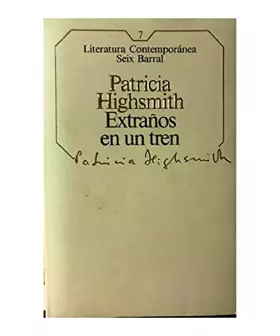 7
Literatura Contemporánea
Seix Barral
Patricia
Highsmith
Extraños
en un tren
Patricia Highsmith